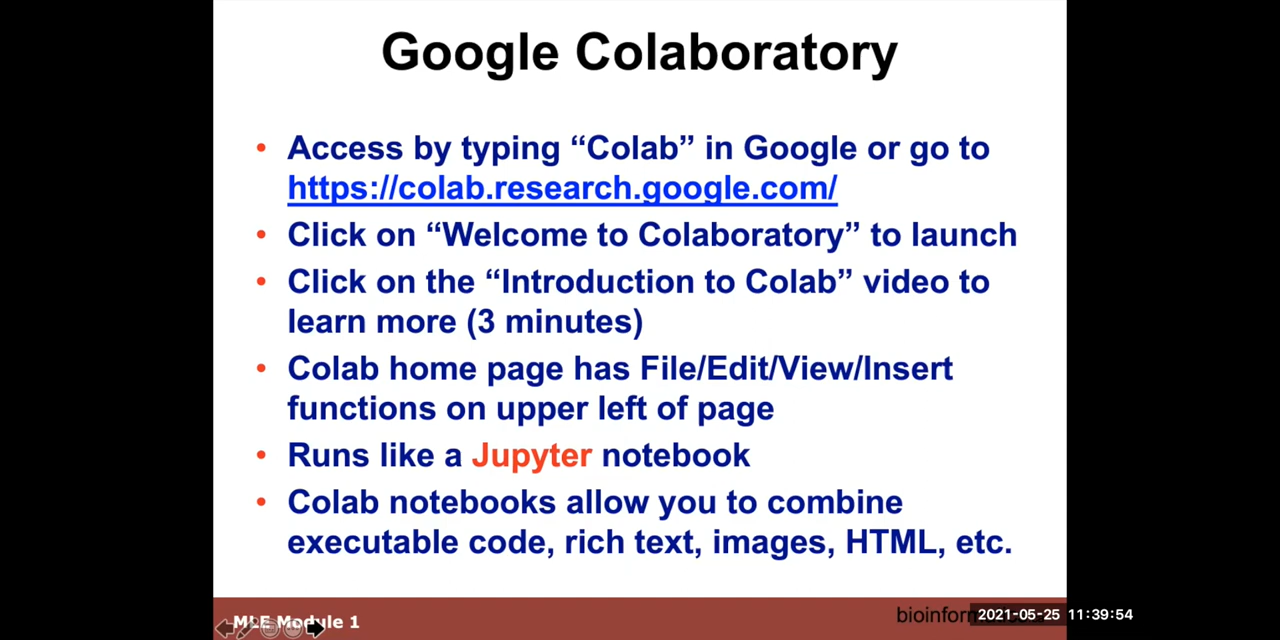 Google Colaboratory
• Access by typing “Colab” in Google or go to
https://colab.research.google.com/
• Click on “Welcome to Colaboratory” to launch
• Click on the “Introduction to Colab” video to
learn more (3 minutes)
• Colab home page has File/Edit/View/Insert
functions on upper left of page
• Runs like a Jupyter notebook
• Colab notebooks allow you to combine
executable code, rich text, images, HTML, etc.
MLE Module 1
2021-05-25 11:39:54